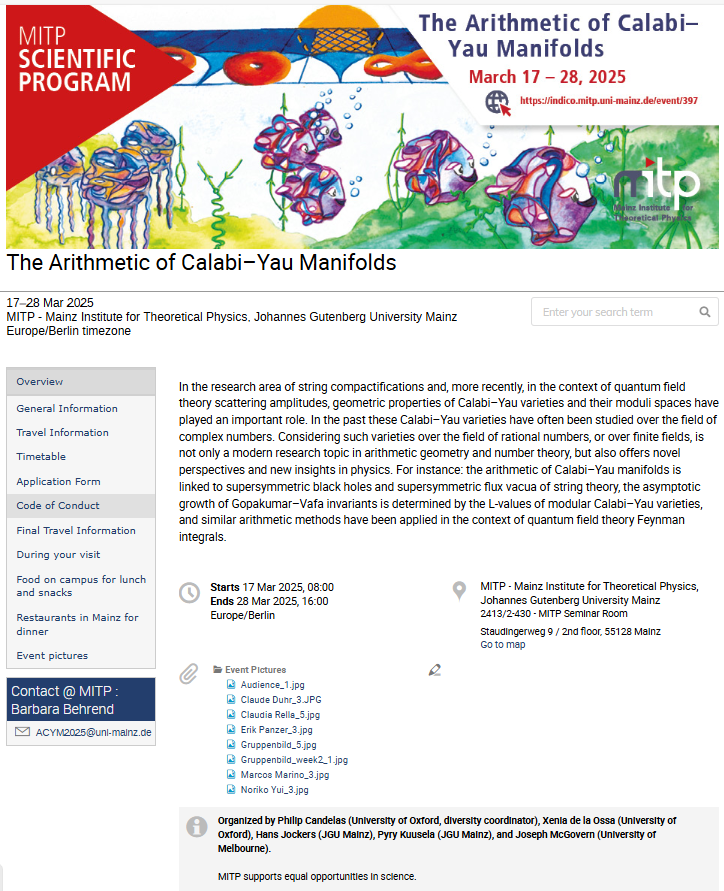 MITP
SCIENTIFIC
PROGRAM
The Arithmetic of Calabi–
Yau Manifolds
March 17 – 28, 2025
https://indico.mitp.uni-mainz.de/event/397
mitp
Mainz Institute for
Theoretical Physics
The Arithmetic of Calabi–Yau Manifolds
17–28 Mar 2025
MITP - Mainz Institute for Theoretical Physics, Johannes Gutenberg University Mainz
Europe/Berlin timezone
Enter your search term
Overview
General Information
Travel Information
Timetable
Application Form
Code of Conduct
Final Travel Information
During your visit
Food on campus for lunch
and snacks
Restaurants in Mainz for
dinner
Event pictures
Contact @ MITP :
Barbara Behrend
ACYM2025@uni-mainz.de
In the research area of string compactifications and, more recently, in the context of quantum field
theory scattering amplitudes, geometric properties of Calabi–Yau varieties and their moduli spaces have
played an important role. In the past these Calabi–Yau varieties have often been studied over the field of
complex numbers. Considering such varieties over the field of rational numbers, or over finite fields, is
not only a modern research topic in arithmetic geometry and number theory, but also offers novel
perspectives and new insights in physics. For instance: the arithmetic of Calabi–Yau manifolds is
linked to supersymmetric black holes and supersymmetric flux vacua of string theory, the asymptotic
growth of Gopakumar–Vafa invariants is determined by the L-values of modular Calabi–Yau varieties,
and similar arithmetic methods have been applied in the context of quantum field theory Feynman
integrals.
Starts 17 Mar 2025, 08:00
Ends 28 Mar 2025, 16:00
Europe/Berlin
MITP - Mainz Institute for Theoretical Physics,
Johannes Gutenberg University Mainz
2413/2-430 - MITP Seminar Room
Staudingerweg 9 / 2nd floor, 55128 Mainz
Go to map
Event Pictures
Audience_1.jpg
Claude Duhr_3.JPG
Claudia Rella_5.jpg
Erik Panzer_3.jpg
Gruppenbild_5.jpg
Gruppenbild_week2_1.jpg
Marcos Marino_3.jpg
Noriko Yui_3.jpg
Organized by Philip Candelas (University of Oxford, diversity coordinator), Xenia de la Ossa (University of
Oxford), Hans Jockers (JGU Mainz), Pyry Kuusela (JGU Mainz), and Joseph McGovern (University of
Melbourne).
MITP supports equal opportunities in science.